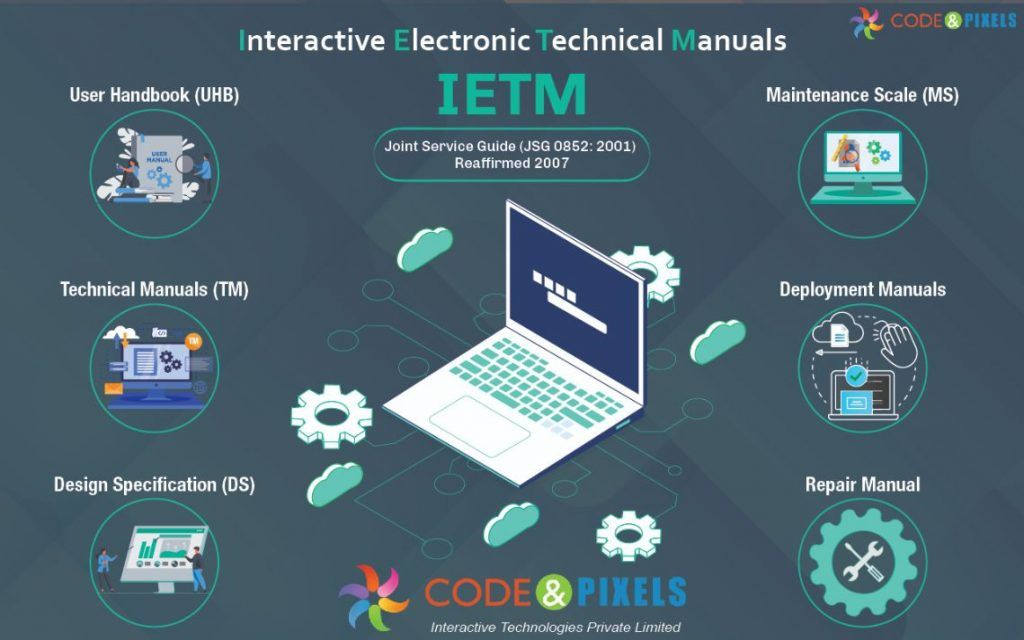 CODE & PIXELS
Interactive Electronic Technical Manuals
IETM
Joint Service Guide (JSG 0852: 2001)
Reaffirmed 2007
User Handbook (UHB)
USER
MANUAL
Technical Manuals (TM)
TM
Design Specification (DS)
Maintenance Scale (MS)
Deployment Manuals
Repair Manual
CODE & PIXELS
Interactive Technologies Private Limited